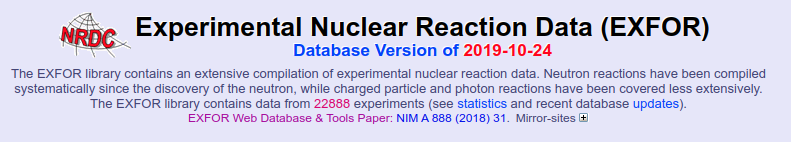 NRDC
Experimental Nuclear Reaction Data (EXFOR)
Database Version of 2019-10-24
The EXFOR library contains an extensive compilation of experimental nuclear reaction data. Neutron reactions have been compiled
systematically since the discovery of the neutron, while charged particle and photon reactions have been covered less extensively.
The EXFOR library contains data from 22888 experiments (see statistics and recent database updates).
EXFOR Web Database & Tools Paper: NIM A 888 (2018) 31. Mirror-sites